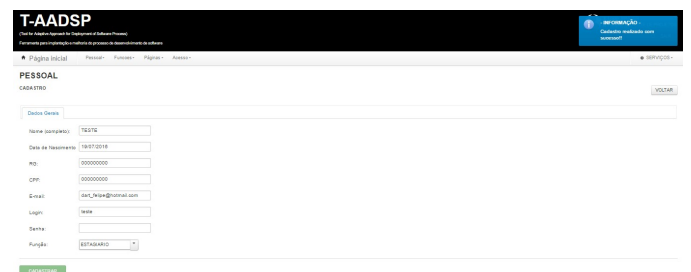 T-AADSP
(Tool for Adaptive Approach for Deployment of Software Process)
Ferramenta para implantação e melhoria do processo de desenvolvimento de software
- INFORMAÇÃO -
Cadastro realizado com
sucesso!!
Página Inicial Pessoal Funções Páginas Acesso SERVIÇOS
PESSOAL
CADASTRO
VOLTAR
Dados Gerais
Nome (completo): TESTE
Data de Nascimento 19/07/2019
RG: 000000000
CPF: 000000000
E-mail: dart_felipe@hotmail.com
Login: teste
Senha:
Função: ESTAGIARIO
CADASTRAR